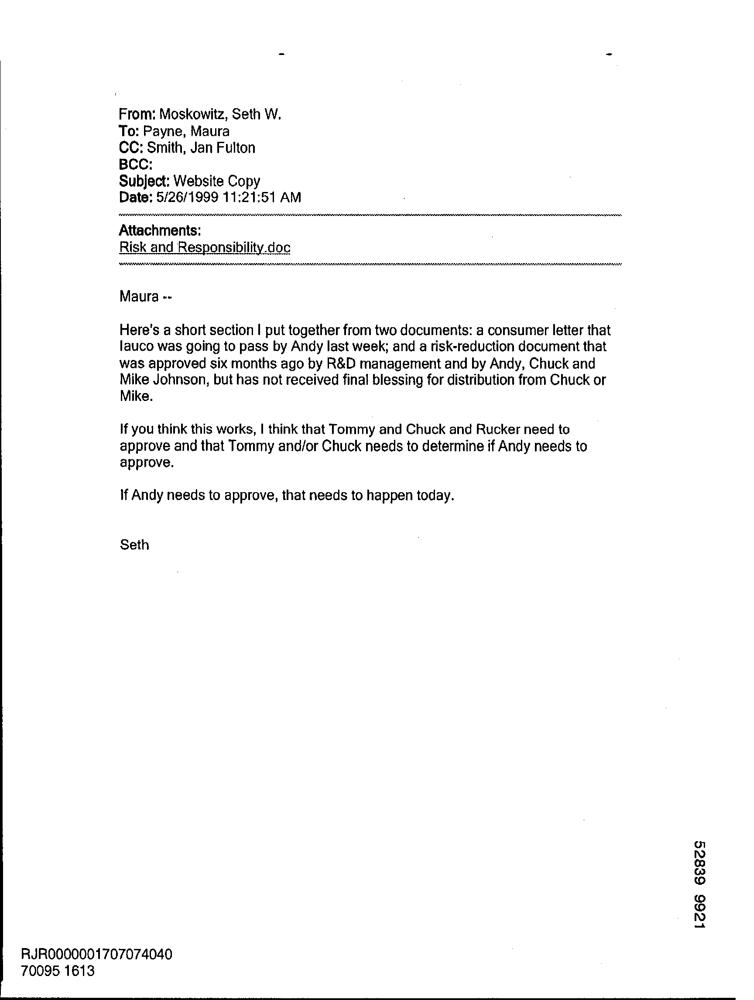 From: Moskowitz, Seth W.
To: Payne, Maura
CC: Smith, Jan Fulton
BCC:
Subject: Website Copy
Date: 5/26/1999 11:21:51 AM
Attachments:
Risk and Responsibility.doc
Maura --
Here's a short section I put together from two documents: a consumer letter that
Iauco was going to pass by Andy last week; and a risk-reduction document that
was approved six months ago by R&D management and by Andy, Chuck and
Mike Johnson, but has not received final blessing for distribution from Chuck or
Mike.
If you think this works, I think that Tommy and Chuck and Rucker need to
approve and that Tommy and/or Chuck needs to determine if Andy needs to
approve.
If Andy needs to approve, that needs to happen today.
Seth
52839 9921
RJR0000001707074040
70095 1613